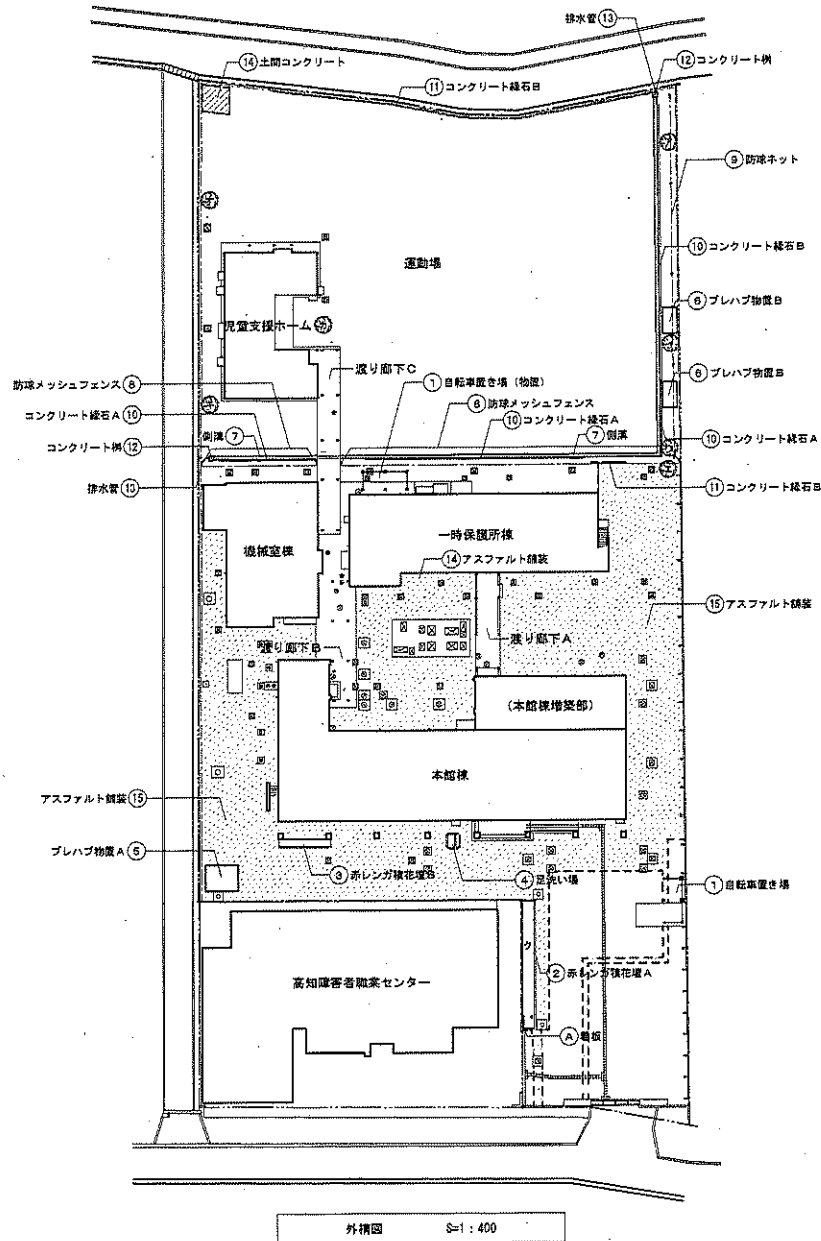 排水管⑬
⑭土間コンクリート
⑫コンクリート桝
⑪コンクリート縁石B
⑨防球ネット
運動場
⑩コンクリート縁石B
⑥プレハブ物置B
児童支援ホーム
渡り廊下C
⑥プレハブ物置B
防球メッシュフェンス⑧
①自転車置き場(物置)
⑧防球メッシュフェンス
コンクリート縁石A⑩
⑩コンクリート縁石A
側溝⑦
⑦側溝
⑩コンクリート縁石A
コンクリート桝⑫
排水管⑬
⑪コンクリート縁石B
一時保護所棟
機械室棟
⑭アスファルト舗装
⑮アスファルト舗装
渡り廊下A
渡り廊下B
(本館棟増築部)
本館棟
アスファルト舗装⑮
プレハブ物置A⑤
③赤レンガ積花壇B
④足洗い場
①自転車置き場
②赤レンガ積花壇A
高知障害者職業センター
Ⓐ看板
外構図 S=1:400